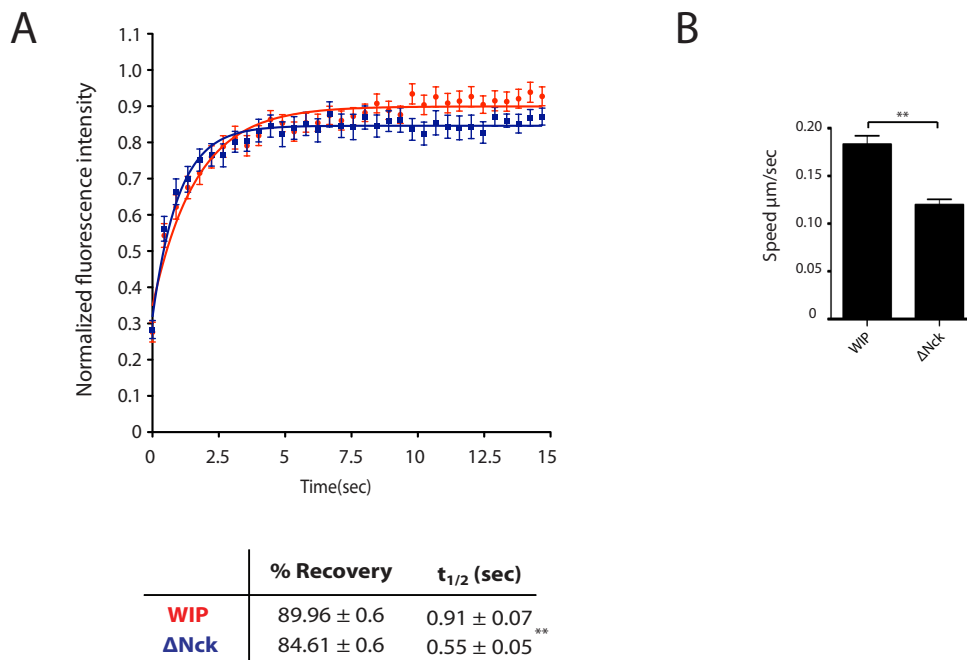 A
Normalized fluorescence intensity
1.1
1.0
0.9
0.8
0.7
0.6
0.5
0.4
0.3
0.2
0.1
0
0 2.5 5 7.5 10 12.5 15
Time(sec)
% Recovery t1/2 (sec)
WIP 89.96 ± 0.6 0.91 ± 0.07
**
ΔNck 84.61 ± 0.6 0.55 ± 0.05
B
**
Speed μm/sec
0.20
0.15
0.10
0.05
0
WIP ΔNck